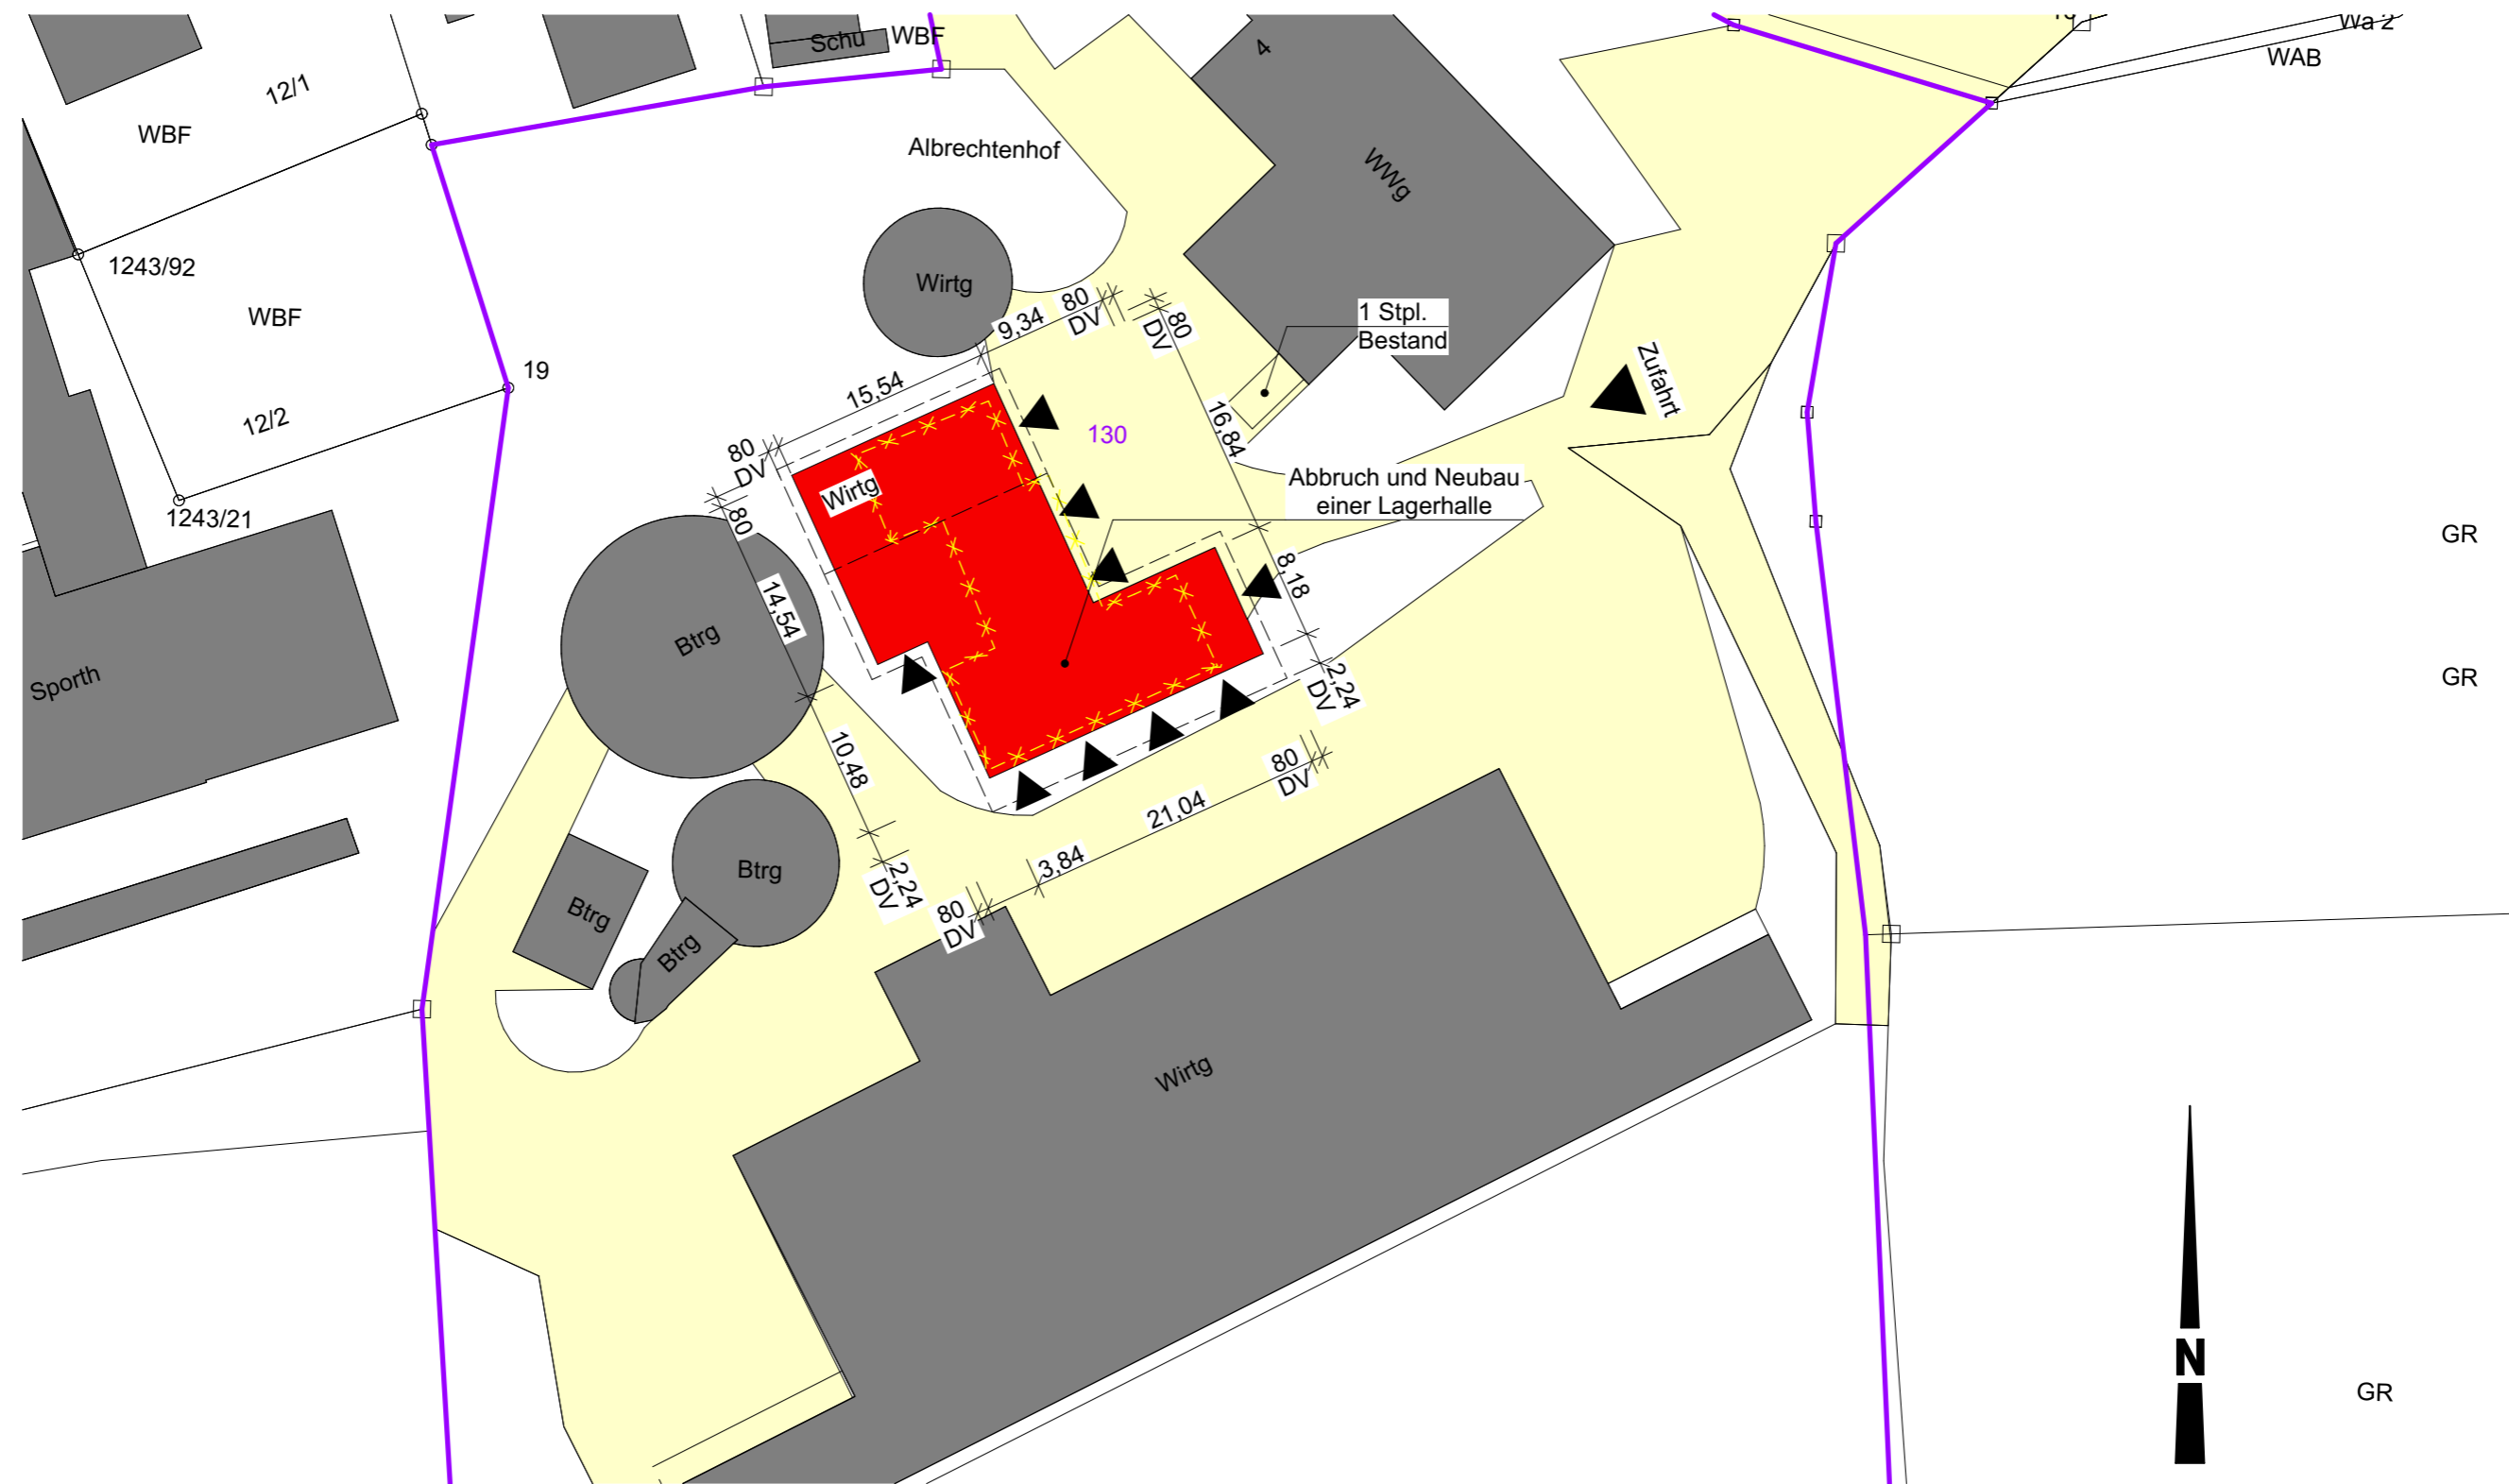 Schu
WBF
4
Wa 2
WAB
12/1
WBF
Albrechtenhof
WWg
1243/92
Wirtg
WBF
80
DV
9,34
80
DV
1 Stpl.
Bestand
19
15,54
Zufahrt
12/2
130
16,84
80
DV
Wirtg
Abbruch und Neubau
einer Lagerhalle
1243/21
80
GR
8,18
14,54
Btrg
Sporth
GR
2,24
DV
10,48
80
DV
21,04
3,84
Btrg
2,24
DV
80
DV
Btrg
Btrg
Wirtg
N
GR